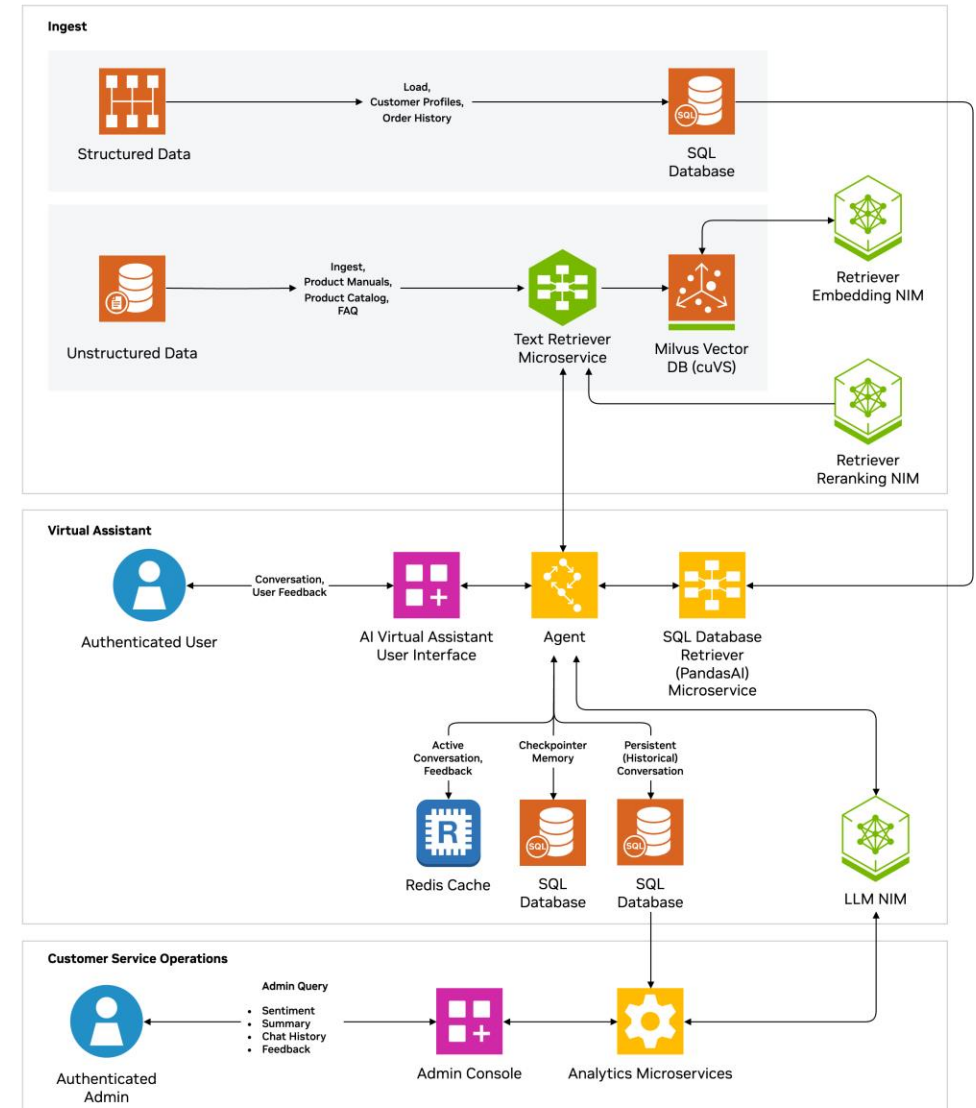 Ingest
Load,
Customer Profiles,
Order History
SQL
Structured Data
SQL
Database
Ingest,
Product Manuals,
Product Catalog,
FAQ
Unstructured Data
Text Retriever
Microservice
Milvus Vector
DB (cuVS)
Retriever
Embedding NIM
Retriever
Reranking NIM
Virtual Assistant
Conversation,
User Feedback
Authenticated User
AI Virtual Assistant
User Interface
Agent
SQL Database
Retriever
(PandasAI)
Microservice
Active
Conversation,
Feedback
Checkpointer
Memory
Persistent
(Historical)
Conversation
R
SQL
SQL
Redis Cache
SQL
Database
SQL
Database
LLM NIM
Customer Service Operations
Admin Query
• Sentiment
• Summary
• Chat History
• Feedback
Authenticated
Admin
Admin Console
Analytics Microservices